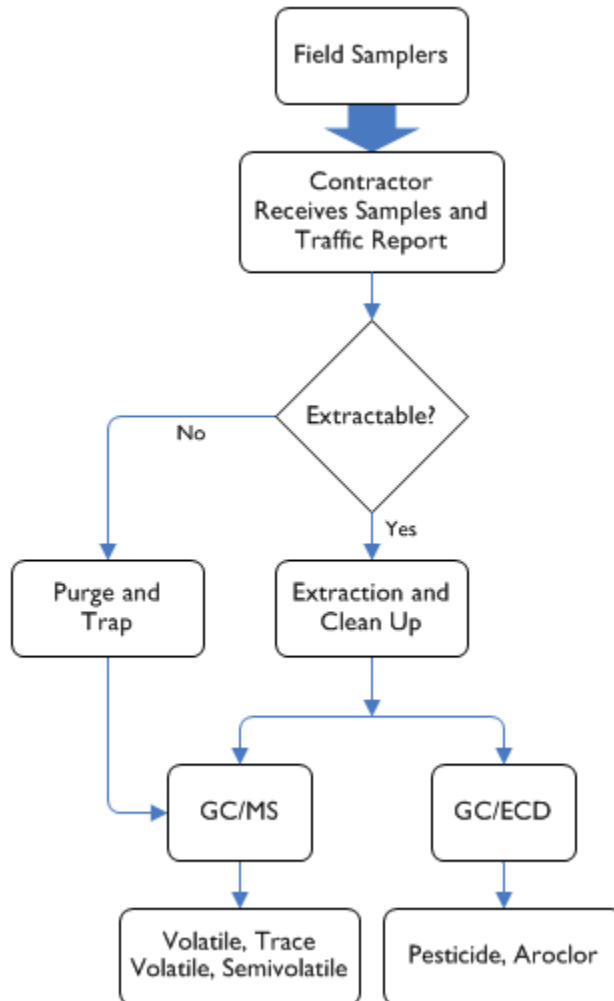 Field Samplers
Contractor
Receives Samples and
Traffic Report
Extractable?
No
Yes
Purge and
Trap
Extraction and
Clean Up
GC/MS
GC/ECD
Volatile, Trace
Volatile, Semivolatile
Pesticide, Aroclor